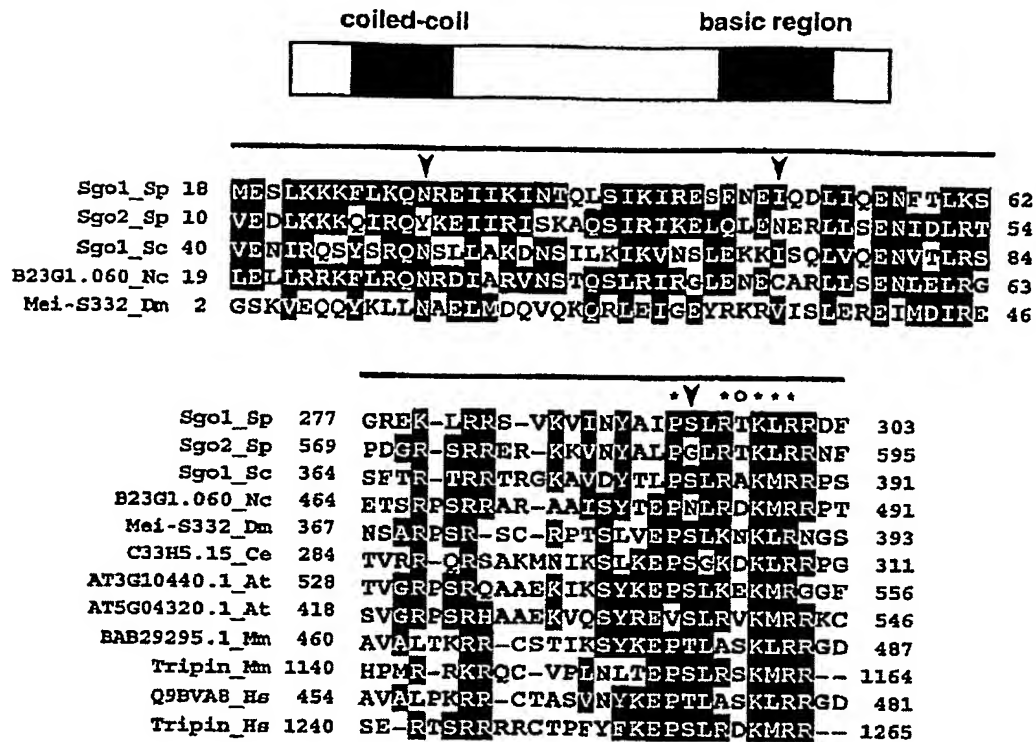 coiled-coil basic region
Sgo1_Sp 18 MESLKKKFLKQNREIIKINTQLSIKIRESENEIQDLIQENFTLKS 62
Sgo2_Sp 10 VEDLKKKQIRQYKEIIRISKAQSIRIKELQLENERLLSENIDLRT 54
Sgo1_Sc 40 VENIRQSYSRQNSLLAKDNSILKIKVNSLEKKISQLVQENVTLRS 84
B23G1.060_Nc 19 LELLRRKFLRQNRDIARVNSTQSLRIRGLENECARLLSENLELRG 63
Mei-S332_Dm 2 GSKVEQQYKLLNAELMDQVQKQRLEIGEYRKRVISLEREIMDIRE 46
* * * * *
Sgo1_Sp 277 GREK-LRRS-VKVINYAIPSLRTKLRRDF 303
Sgo2_Sp 569 PDGR-SRRER-KKVNYALPGLRTKLRRNF 595
Sgo1_Sc 364 SFTR-TRRTRGKAVDYTLPSLRAKMRRPS 391
B23G1.060_Nc 464 ETSRPSRRAR-AALSYTEPNLRDKMRRPT 491
Mei-S332_Dm 367 NSARPSR-SC-RPTSLVEPSLKNKLRNGS 393
C33H5.15_Ce 284 TVRR-QRSAKMNIKSLKEPSGKDKLRRPG 311
AT3G10440.1_At 528 TVGRPSRQAAEKIKSYKEPSLKEKMRGGF 556
AT5G04320.1_At 418 SVGRPSRHAAEKVQSYREVSLRVKMRRKC 546
BAB29295.1_Mm 460 AVALTKRR-CSTIKSYKEPTLASKLRRGD 487
Tripin_Mm 1140 HPMR-RKRQC-VPLNLTEPSLRSKMRR-- 1164
Q9BVA8_Hs 454 AVALPKRR-CTASVNYKEPTLASKLRRGD 481
Tripin_Hs 1240 SE-RTSRRRRCTPFYFKEPSLRDKMRR-- 1265